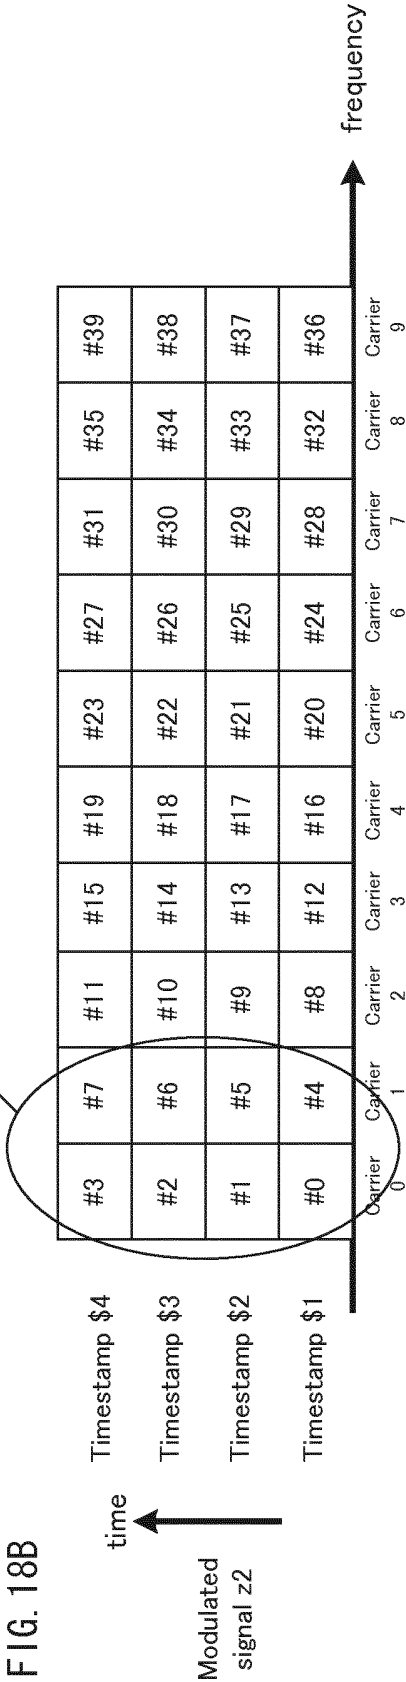 FIG. 18B
Modulated
signal z2
time
Timestamp $4
#3 #7 #11 #15 #19 #23 #27 #31 #35 #39
Timestamp $3
#2 #6 #10 #14 #18 #22 #26 #30 #34 #38
Timestamp $2
#1 #5 #9 #13 #17 #21 #25 #29 #33 #37
Timestamp $1
#0 #4 #8 #12 #16 #20 #24 #28 #32 #36
Carrier Carrier Carrier Carrier Carrier Carrier Carrier Carrier Carrier Carrier
0 1 2 3 4 5 6 7 8 9
frequency